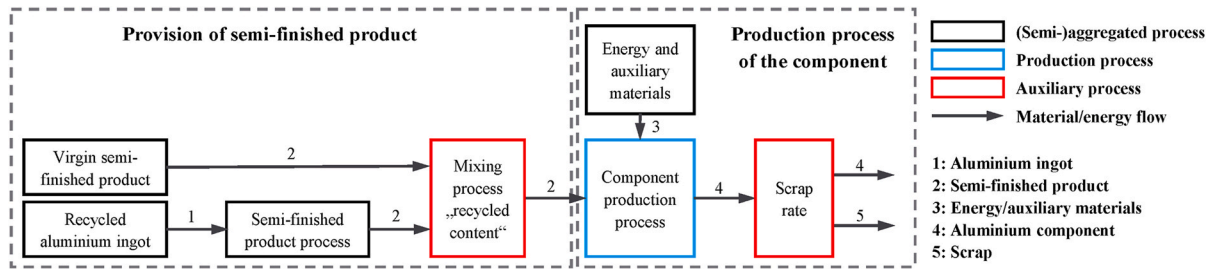 Provision of semi-finished product
Virgin semi-
finished product
2
Recycled
aluminium ingot
1
Semi-finished
product process
2
Mixing
process
„recycled
content“
2
Production process
of the component
Energy and
auxiliary
materials
3
Component
production
process
4
Scrap
rate
4
5
(Semi-)aggregated process
Production process
Auxiliary process
Material/energy flow
1: Aluminium ingot
2: Semi-finished product
3: Energy/auxiliary materials
4: Aluminium component
5: Scrap